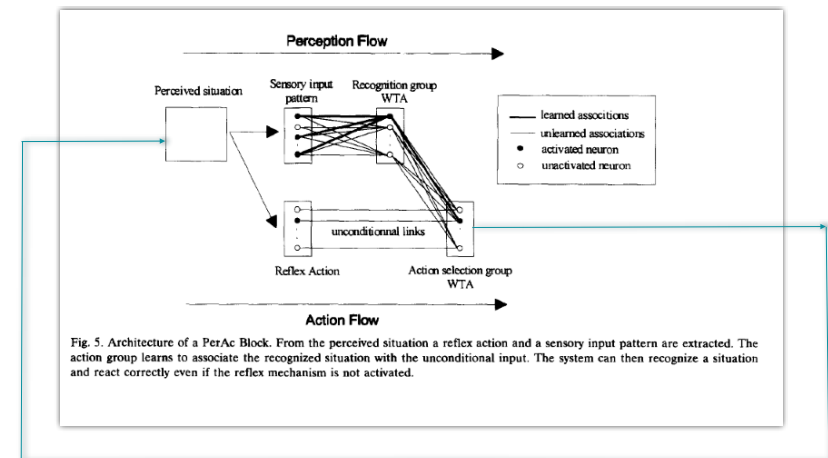 Perception Flow
Perceived situation
Sensory input
pattern
Recognition group
WTA
learned associtions
unlearned associations
activated neuron
unactivated neuron
unconditionnal links
Reflex Action
Action selection group
WTA
Action Flow
Fig. 5. Architecture of a PerAc Block. From the perceived situation a reflex action and a sensory input pattern are extracted. The
action group learns to associate the recognized situation with the unconditional input. The system can then recognize a situation
and react correctly even if the reflex mechanism is not activated.